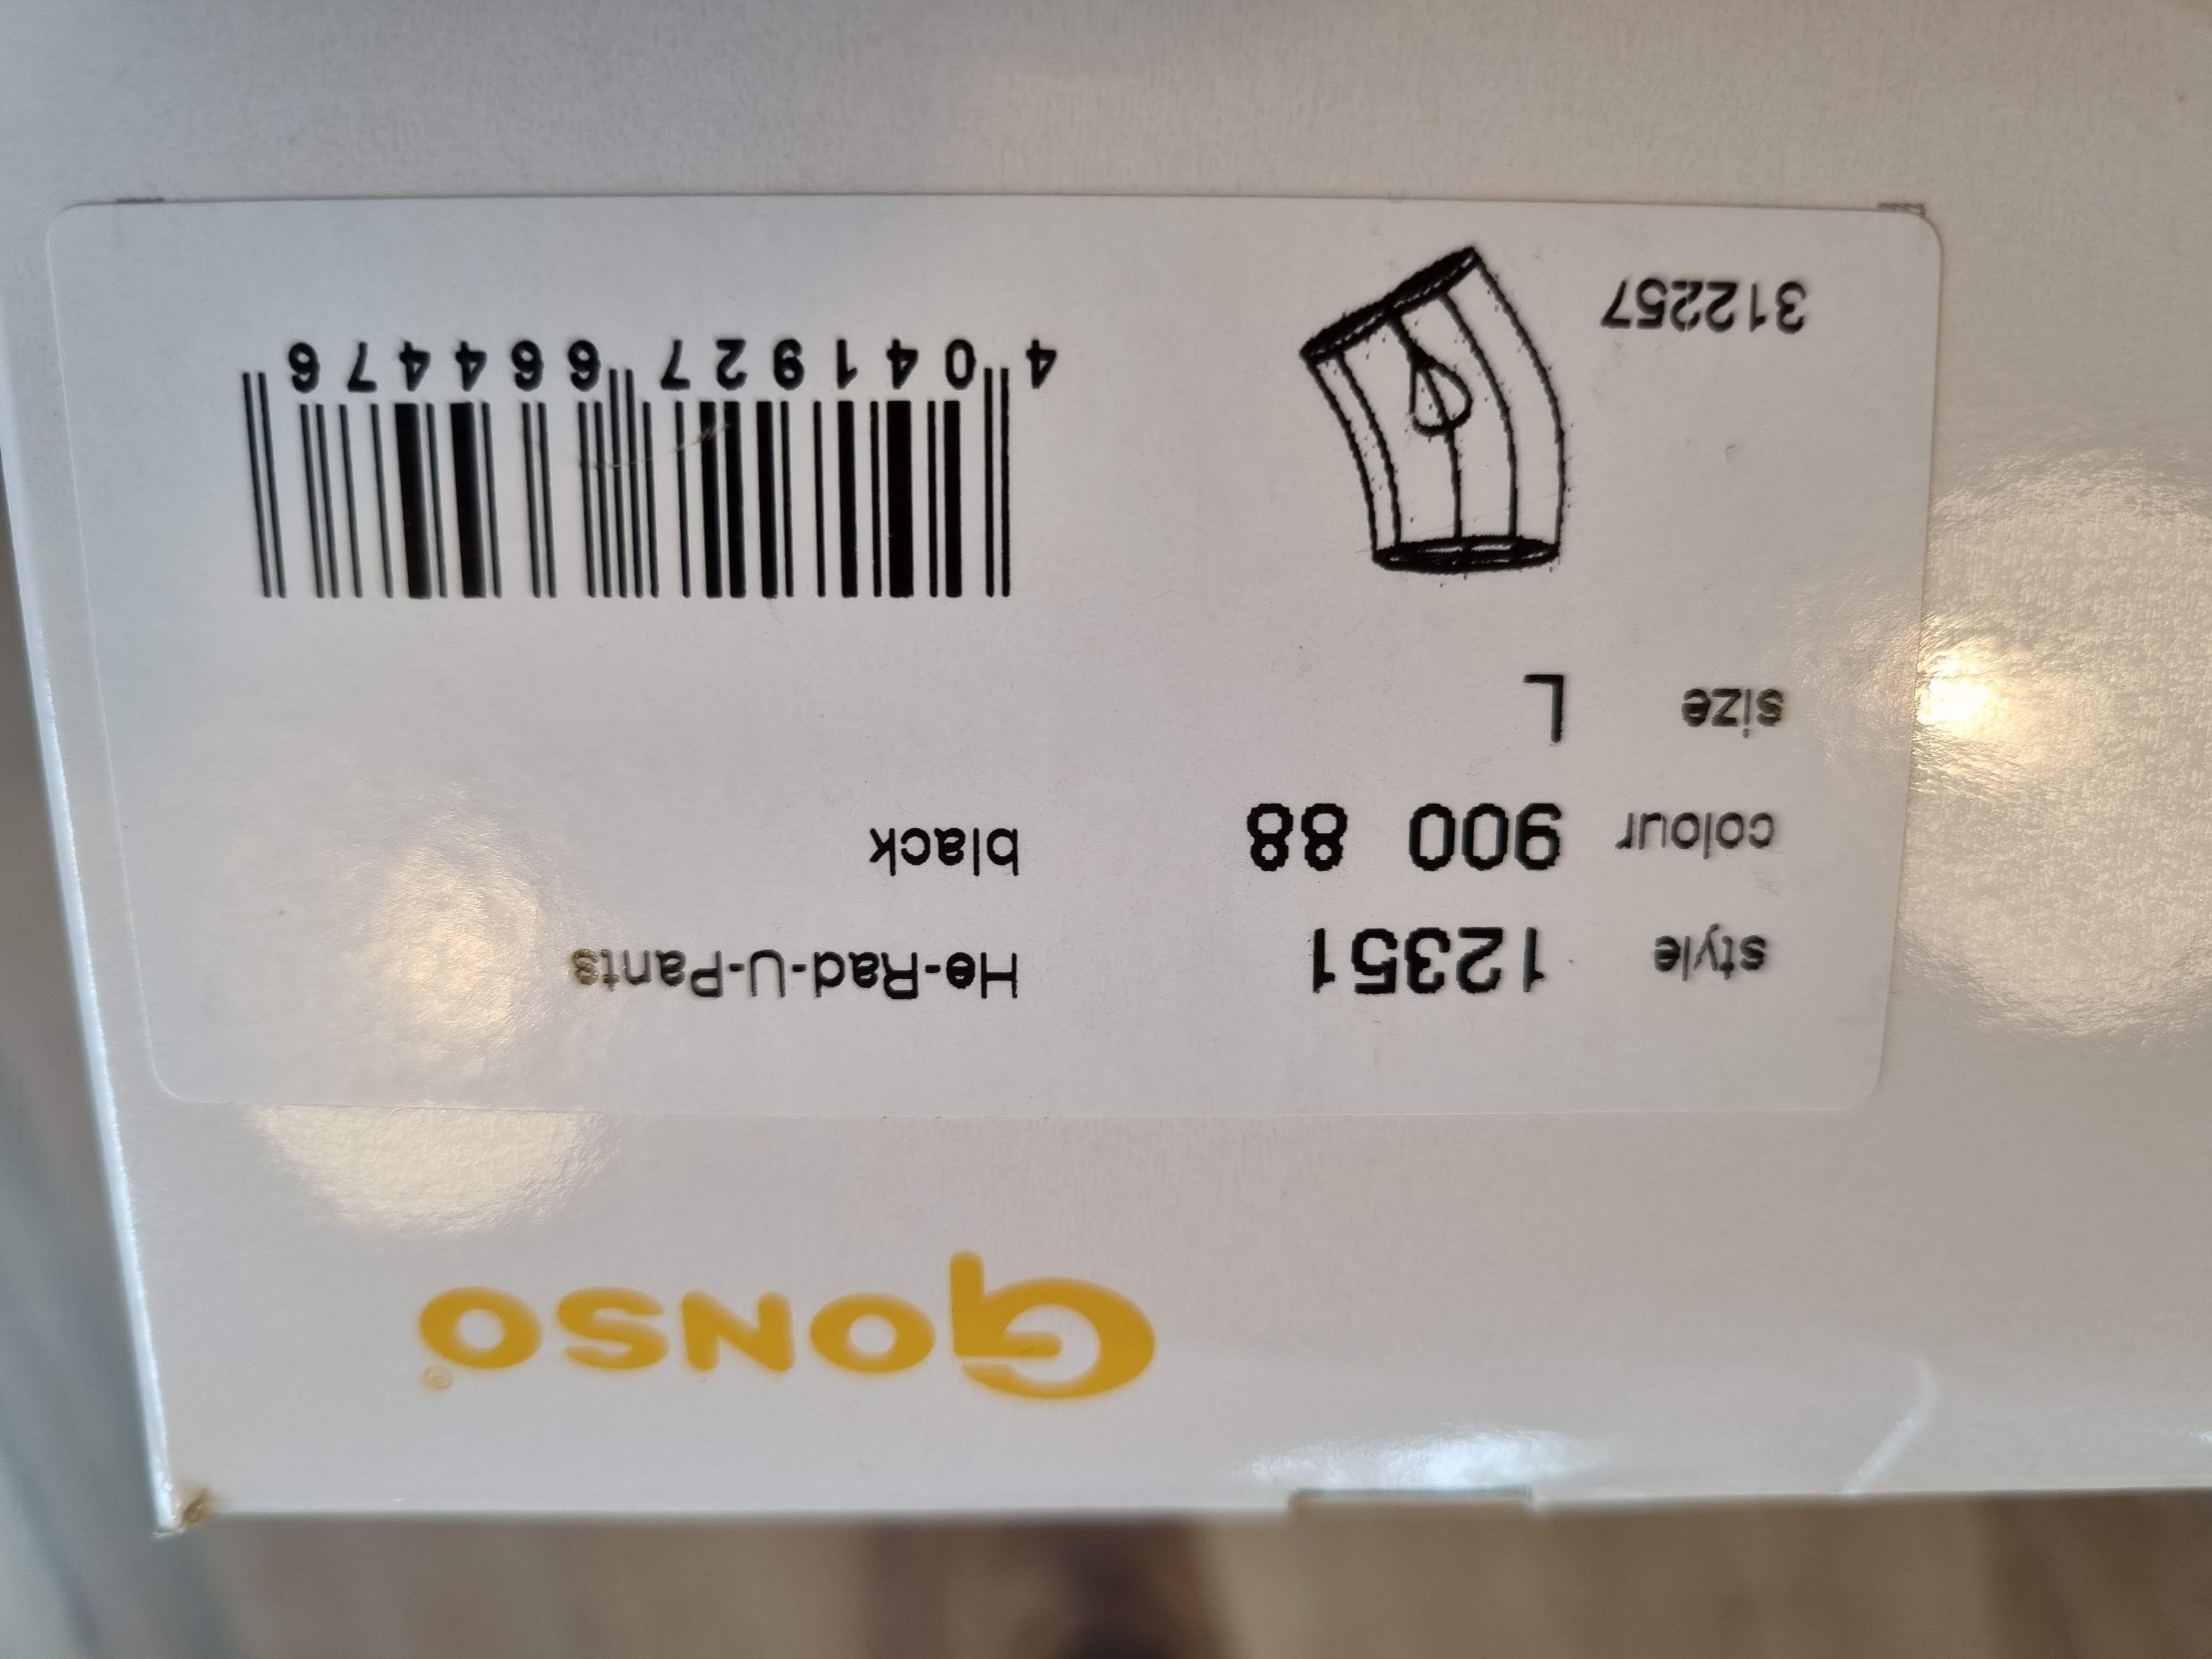 GONSO®
style 12351 He-Rad-U-Pants
colour 900 88 black
size L
312257
4 041927 664476